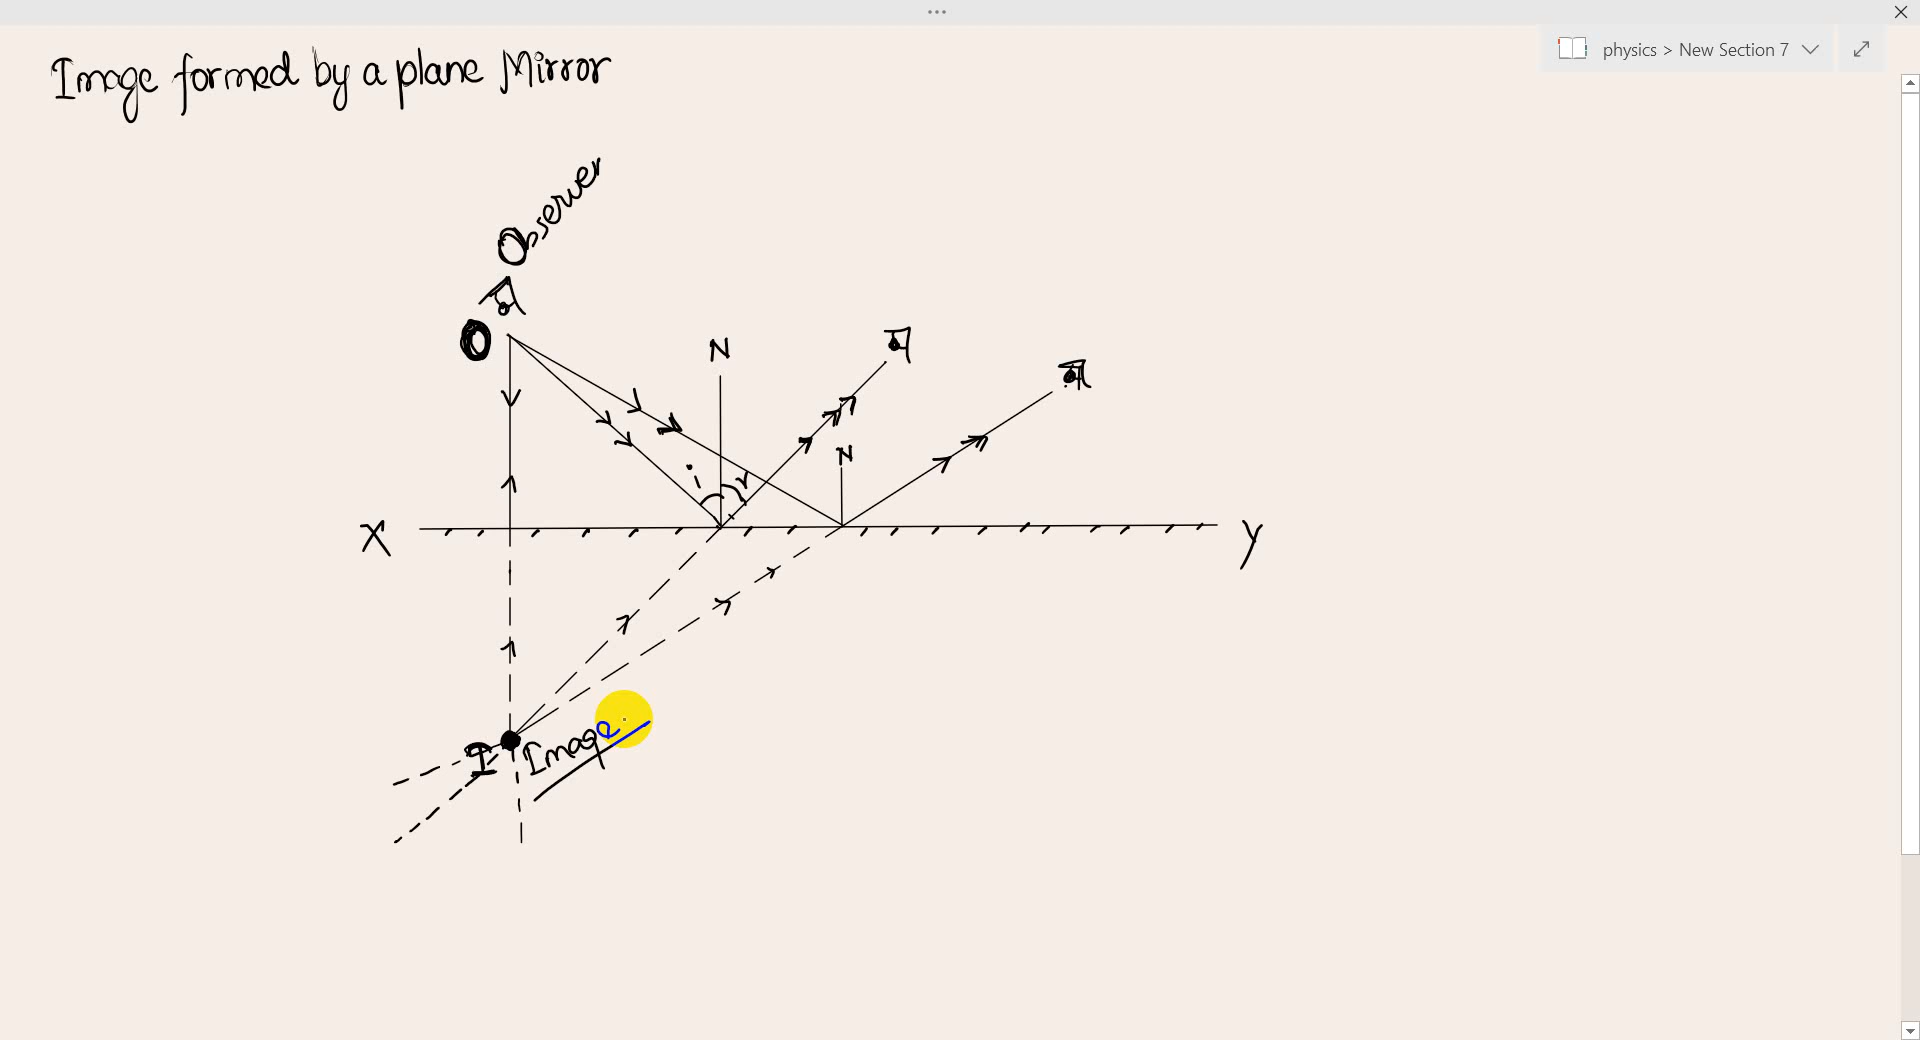 physics > New Section 7
Image formed by a plane Mirror
Observer
O
N
N
i
r
X
Y
I
Image